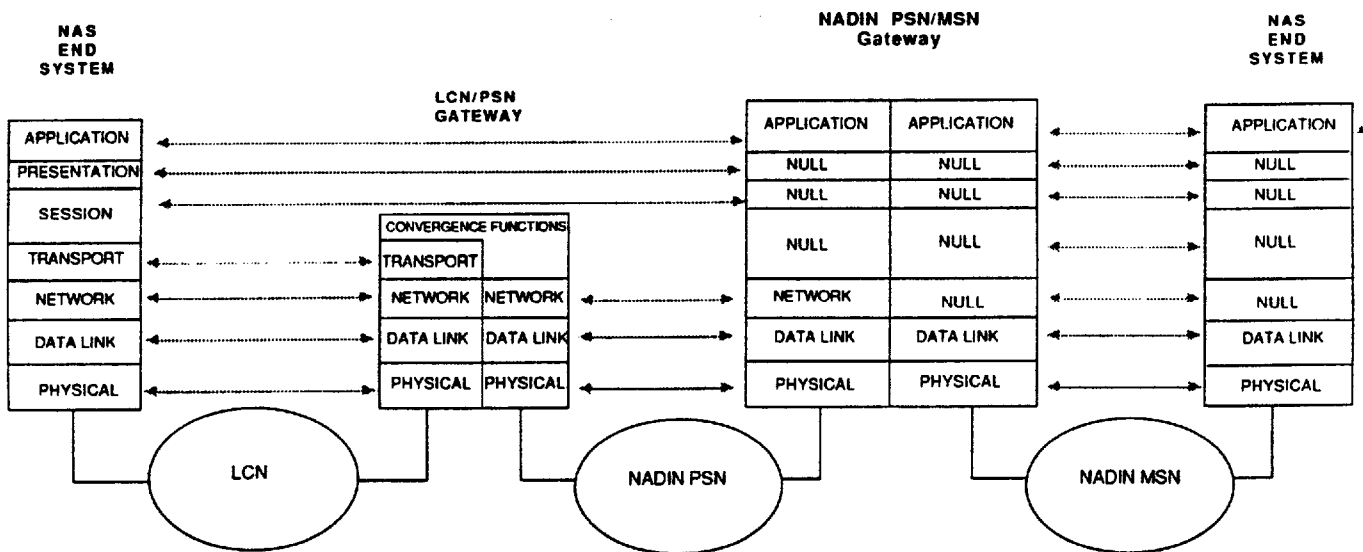 NAS
END
SYSTEM
LCN/PSN
GATEWAY
NADIN PSN/MSN
Gateway
NAS
END
SYSTEM
APPLICATION
PRESENTATION
SESSION
TRANSPORT
NETWORK
DATA LINK
PHYSICAL
CONVERGENCE FUNCTIONS
TRANSPORT
NETWORK NETWORK
DATA LINK DATA LINK
PHYSICAL PHYSICAL
APPLICATION APPLICATION
NULL NULL
NULL NULL
NULL NULL
NETWORK NULL
DATA LINK DATA LINK
PHYSICAL PHYSICAL
APPLICATION
NULL
NULL
NULL
NULL
DATA LINK
PHYSICAL
LCN
NADIN PSN
NADIN MSN